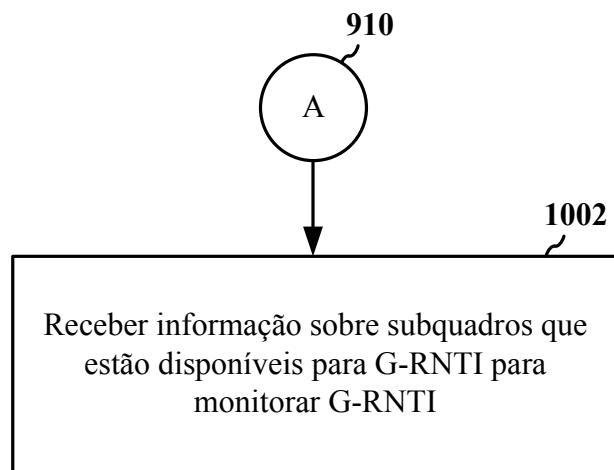 910
A
1002
Receber informação sobre subquadros que
estão disponíveis para G-RNTI para
monitorar G-RNTI